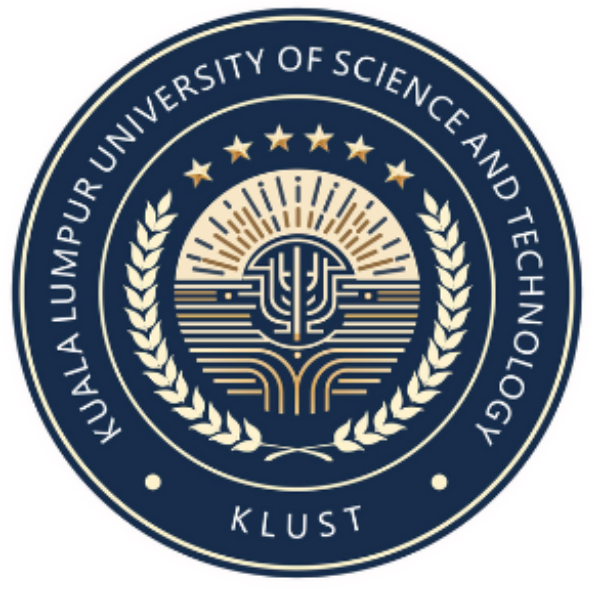 KUALA LUMPUR UNIVERSITY OF SCIENCE AND TECHNOLOGY
KLUST